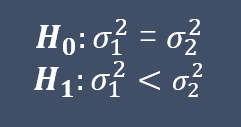 H₀: σ₁² = σ₂²
H₁: σ₁² < σ₂²